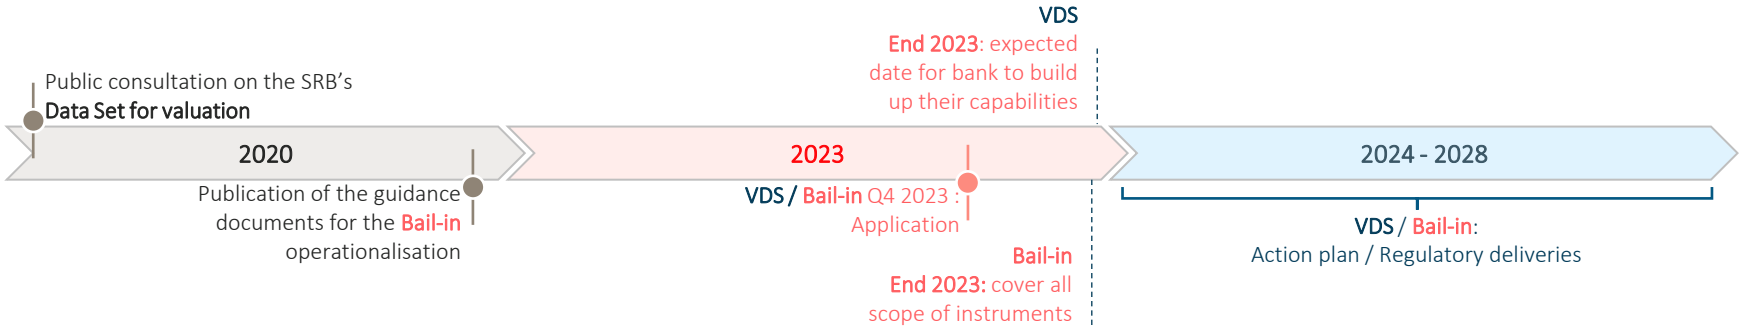 VDS
End 2023: expected
date for bank to build
up their capabilities
Public consultation on the SRB's
Data Set for valuation
2020
2023
2024 - 2028
Publication of the guidance
documents for the Bail-in
operationalisation
VDS / Bail-in Q4 2023 :
Application
Bail-in
End 2023: cover all
scope of instruments
VDS / Bail-in:
Action plan / Regulatory deliveries